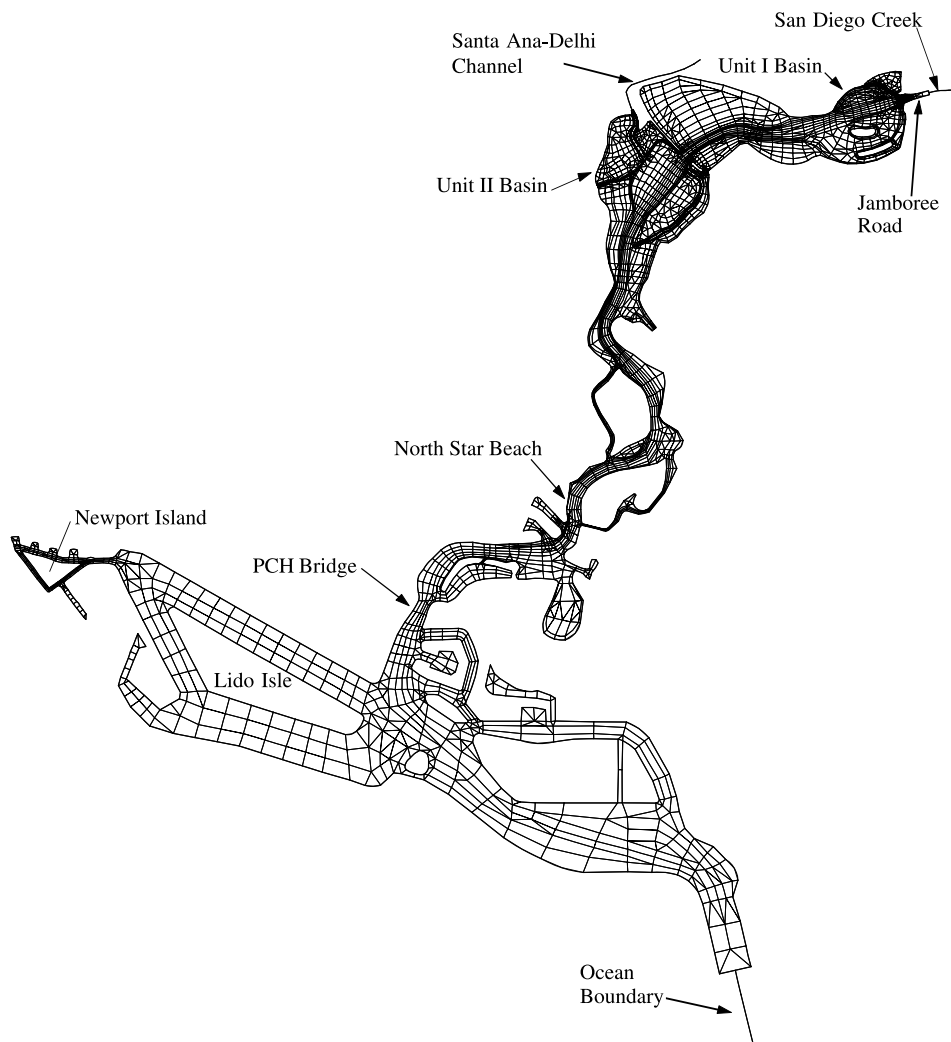 San Diego Creek
Santa Ana-Delhi
Channel
Unit I Basin
Unit II Basin
Jamboree
Road
North Star Beach
Newport Island
PCH Bridge
Lido Isle
Ocean
Boundary